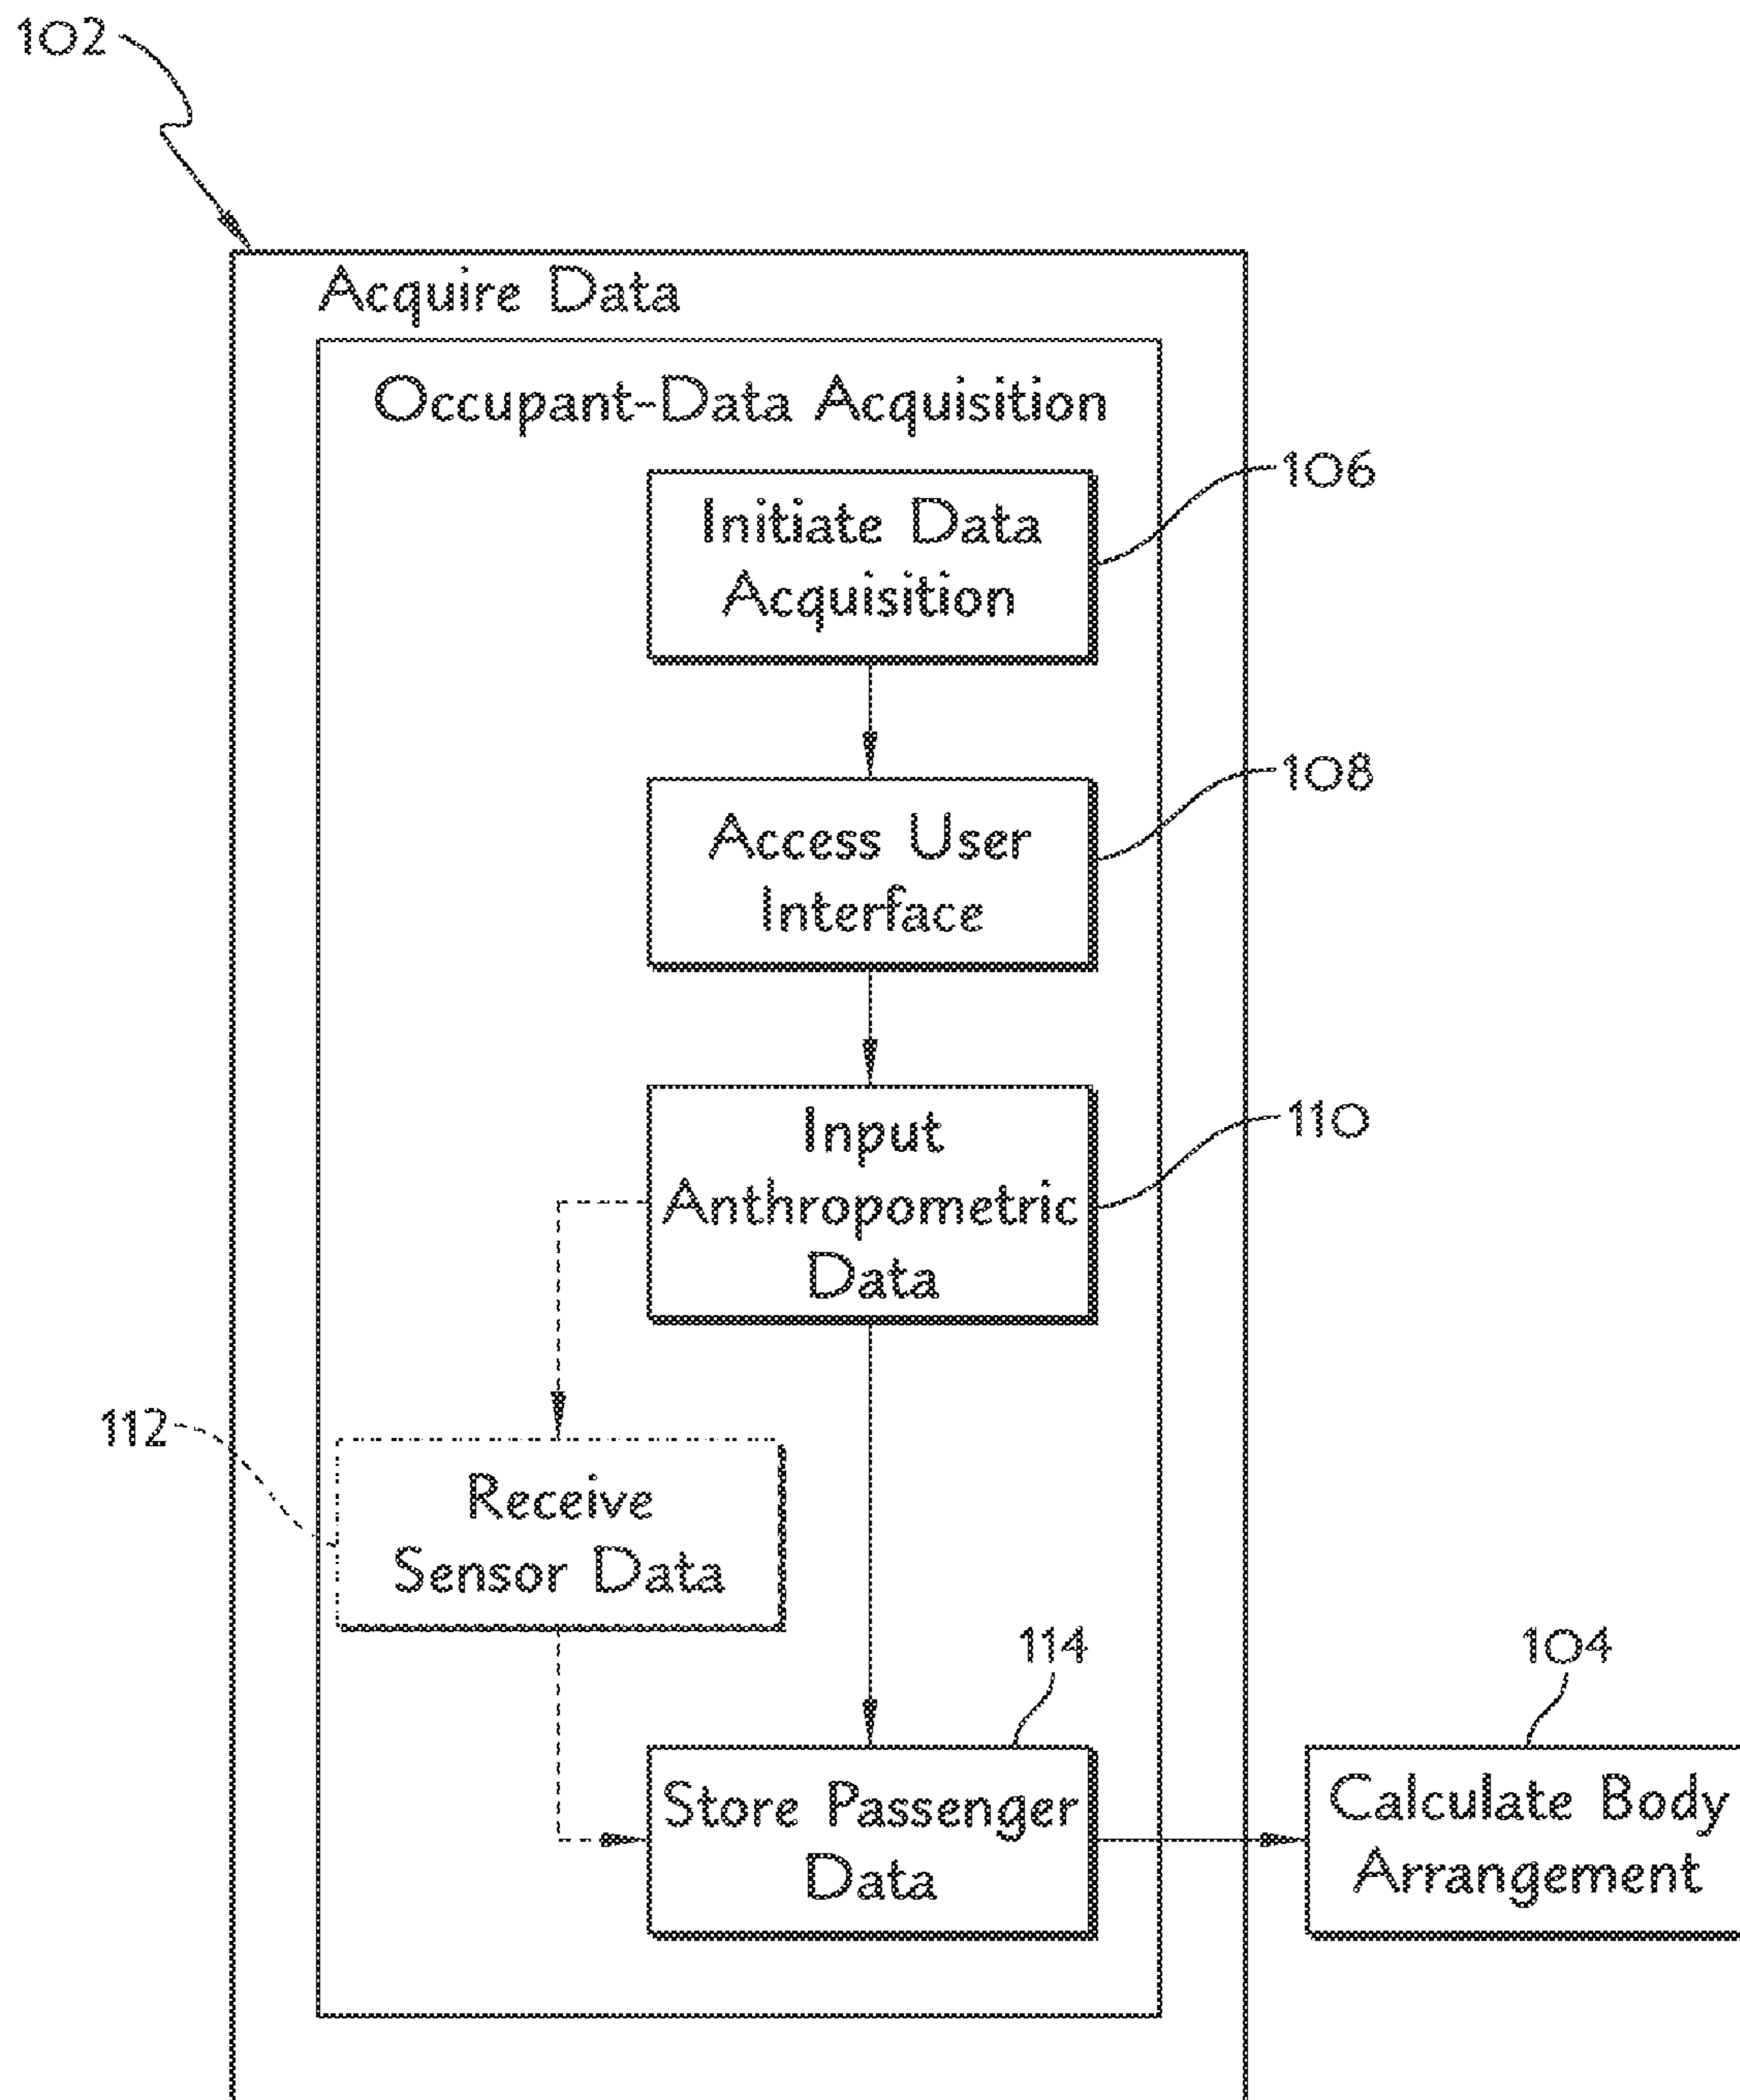 102
Acquire Data
Occupant-Data Acquisition
106
Initiate Data
Acquisition
108
Access User
Interface
110
Input
Anthropometric
Data
112
Receive
Sensor Data
114
104
Store Passenger
Data
Calculate Body
Arrangement